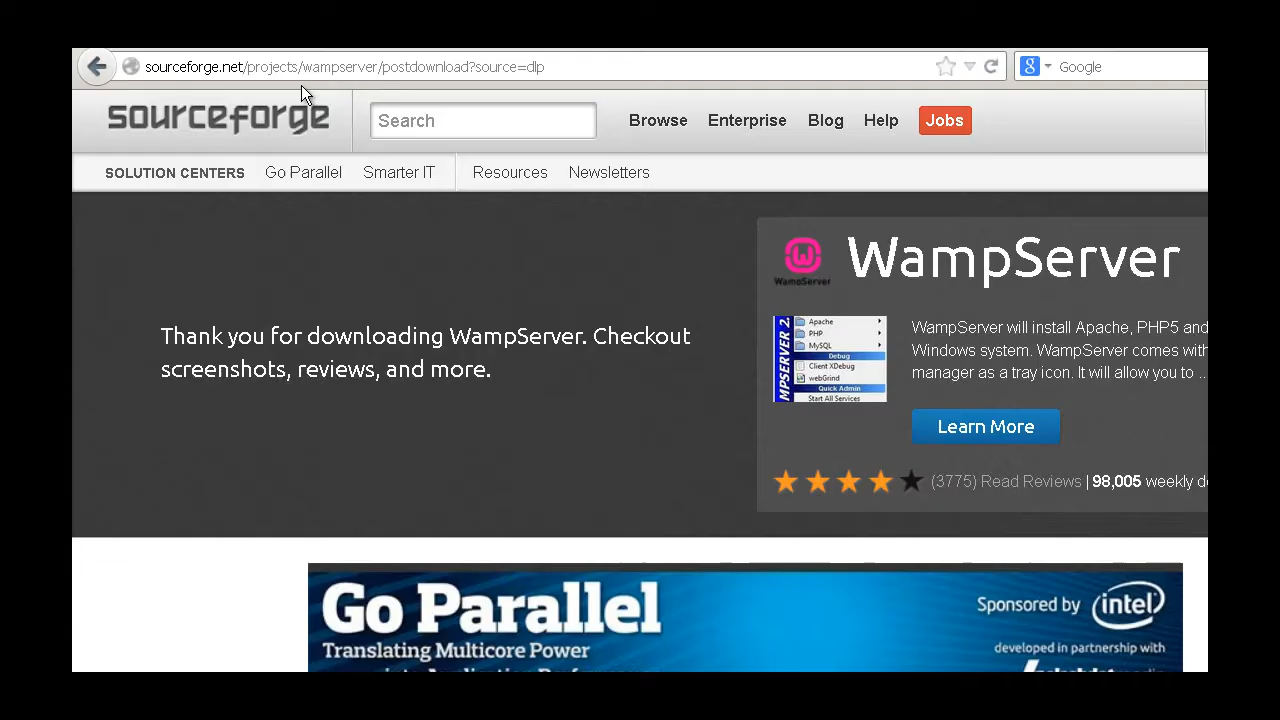 sourceforge.net/projects/wampserver/postdownload?source=dlp
Google
sourceforge
Search
Browse
Enterprise
Blog
Help
Jobs
SOLUTION CENTERS
Go Parallel
Smarter IT
Resources
Newsletters
WampServer
WampServer
Thank you for downloading WampServer. Checkout
screenshots, reviews, and more.
MPSERVER 2.
Apache
PHP
MySQL
Debug
Client XDebug
webGrind
Quick Admin
Start All Services
WampServer will install Apache, PHP5 and
Windows system. WampServer comes with
manager as a tray icon. It will allow you to ..
Learn More
(3775) Read Reviews | 98,005 weekly d
Go Parallel
Translating Multicore Power
Sponsored by intel
developed in partnership with